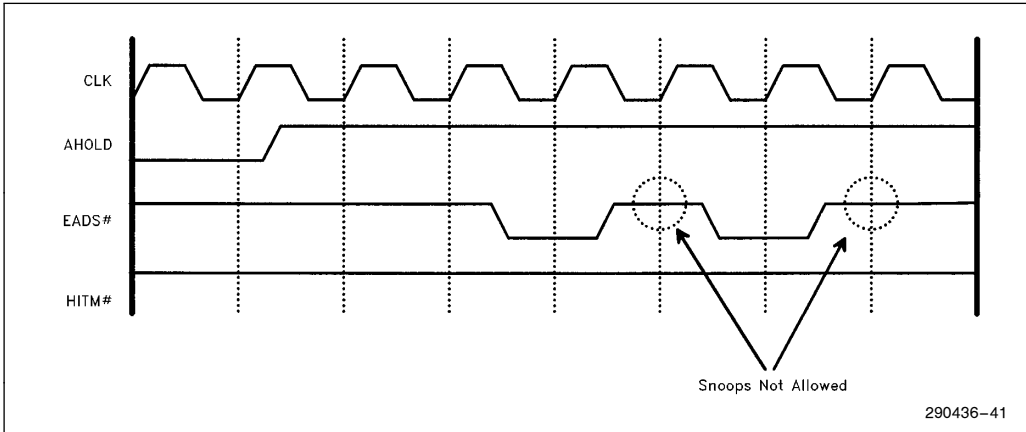 CLK
AHOLD
EADS#
HITM#
Snoops Not Allowed
290436–41